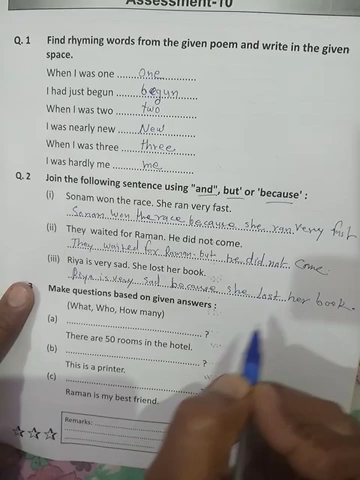 Assessment-10
Q.1 Find rhyming words from the given poem and write in the given
space.
When I was one ......one......
I had just begun ......begun......
When I was two ......two......
I was nearly new ......New......
When I was three ......three......
I was hardly me ......me......
Q.2 Join the following sentence using "and", but' or 'because' :
(i) Sonam won the race. She ran very fast.
Sonam won the race because she ran very fast
(ii) They waited for Raman. He did not come.
They waited for Raman but he did not come.
(iii) Riya is very sad. She lost her book.
Riya is very sad because she lost her book.
3 Make questions based on given answers :
(What, Who, How many)
(a) ............................................ ?
There are 50 rooms in the hotel.
(b) ............................................ ?
This is a printer.
(c) ............................................
Raman is my best friend.
Remarks: